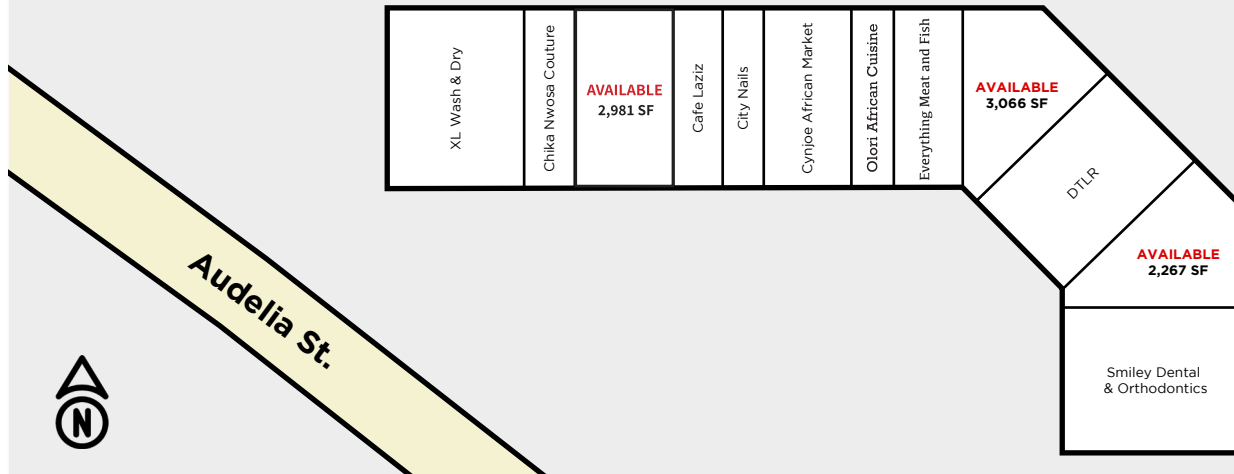 XL Wash & Dry
Chika Nwosa Couture
AVAILABLE
2,981 SF
Cafe Laziz
City Nails
Cynjoe African Market
Olori African Cuisine
Everything Meat and Fish
AVAILABLE
3,066 SF
DTLR
AVAILABLE
2,267 SF
Smiley Dental
& Orthodontics
Audelia St.
N